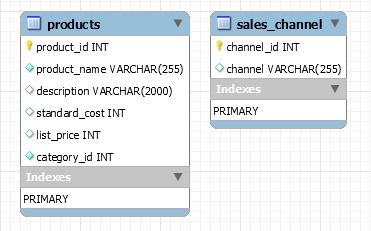 products
product_id INT
product_name VARCHAR(255)
description VARCHAR(2000)
standard_cost INT
list_price INT
category_id INT
Indexes
PRIMARY
sales_channel
channel_id INT
channel VARCHAR(255)
Indexes
PRIMARY